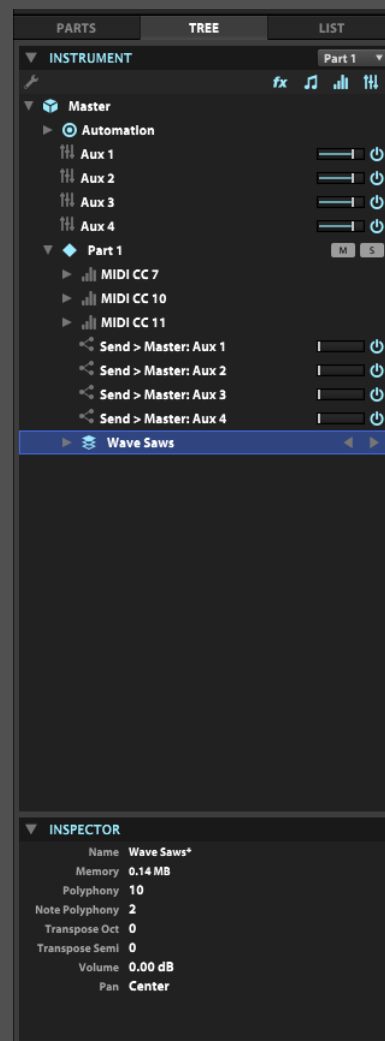 PARTS TREE LIST
INSTRUMENT Part 1
fx
Master
Automation
Aux 1
Aux 2
Aux 3
Aux 4
Part 1 M S
MIDI CC 7
MIDI CC 10
MIDI CC 11
Send > Master: Aux 1
Send > Master: Aux 2
Send > Master: Aux 3
Send > Master: Aux 4
Wave Saws
INSPECTOR
Name Wave Saws*
Memory 0.14 MB
Polyphony 10
Note Polyphony 2
Transpose Oct 0
Transpose Semi 0
Volume 0.00 dB
Pan Center